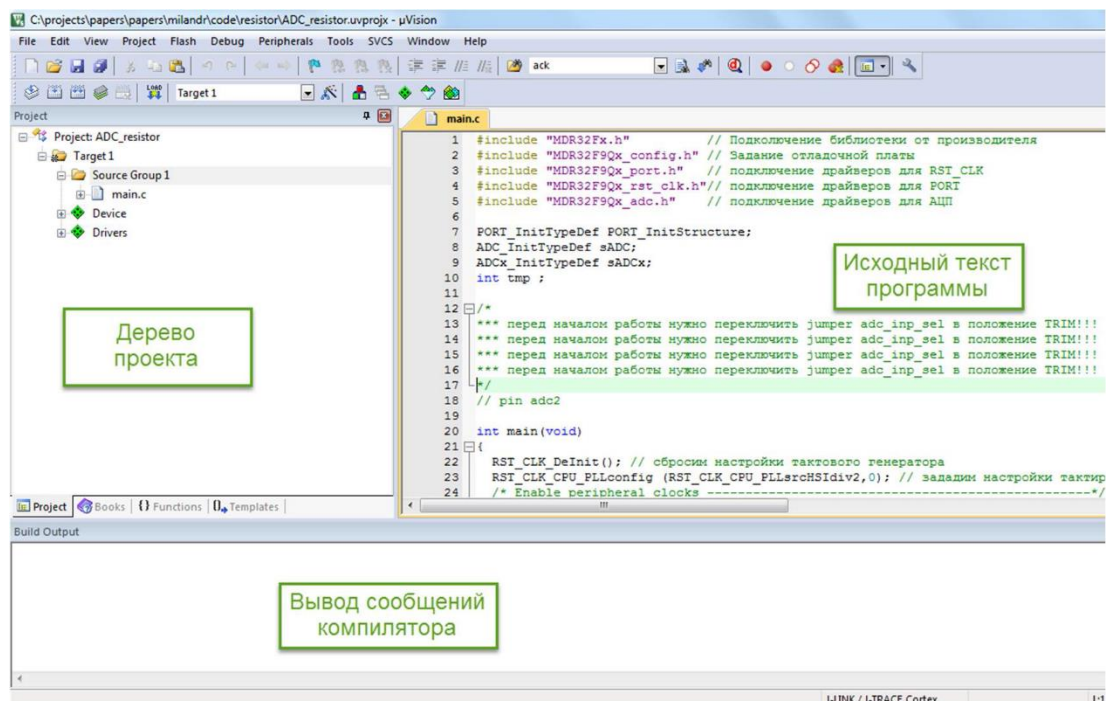 C:\projects\papers\papers\milandr\code\resistor\ADC_resistor.uvprojx - µVision
File Edit View Project Flash Debug Peripherals Tools SVCS Window Help
ack
LOAD
Target 1
Project
Project: ADC_resistor
Target 1
Source Group 1
main.c
Device
Drivers
Дерево
проекта
Project Books {} Functions Templates
main.c
1 #include "MDR32Fx.h" // Подключение библиотеки от производителя
2 #include "MDR32F9Qx_config.h" // Задание отладочной платы
3 #include "MDR32F9Qx_port.h" // подключение драйверов для RST_CLK
4 #include "MDR32F9Qx_rst_clk.h"// подключение драйверов для PORT
5 #include "MDR32F9Qx_adc.h" // подключение драйверов для АЦП
6
7 PORT_InitTypeDef PORT_InitStructure;
8 ADC_InitTypeDef sADC;
9 ADCx_InitTypeDef sADCx;
10 int tmp ;
11
12 /*
13 *** перед началом работы нужно переключить jumper adc_inp_sel в положение TRIM!!!
14 *** перед началом работы нужно переключить jumper adc_inp_sel в положение TRIM!!!
15 *** перед началом работы нужно переключить jumper adc_inp_sel в положение TRIM!!!
16 *** перед началом работы нужно переключить jumper adc_inp_sel в положение TRIM!!!
17 */
18 // pin adc2
19
20 int main(void)
21 {
22 RST_CLK_DeInit(); // сбросим настройки тактового генератора
23 RST_CLK_CPU_PLLconfig (RST_CLK_CPU_PLLsrcHSIdiv2,0); // зададим настройки тактир
24 /* Enable peripheral clocks --------------------------------------------------*/
Исходный текст
программы
Build Output
Вывод сообщений
компилятора
J-LINK / J-TRACE Cortex